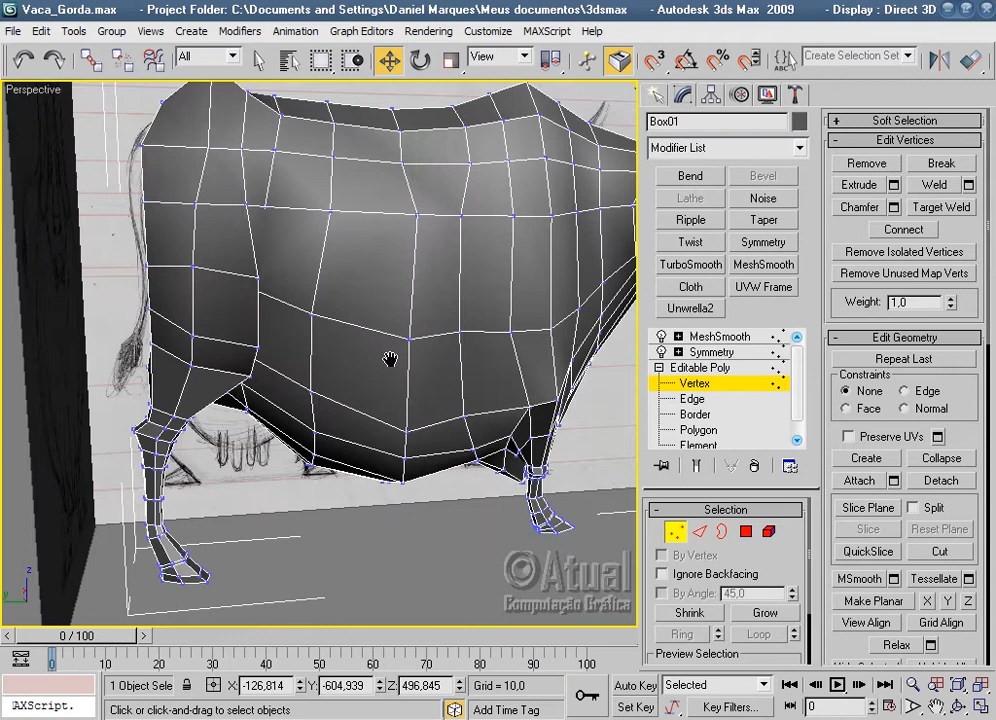 Vaca_Gorda.max - Project Folder: C:\Documents and Settings\Daniel Marques\Meus documentos\3dsmax - Autodesk 3ds Max 2009 - Display : Direct 3D
File Edit Tools Group Views Create Modifiers Animation Graph Editors Rendering Customize MAXScript Help
All View Create Selection Set
Perspective
Box01
Modifier List
Bend Bevel
Lathe Noise
Ripple Taper
Twist Symmetry
TurboSmooth MeshSmooth
Cloth UVW Frame
Unwrella2
MeshSmooth
Symmetry
Editable Poly
Vertex
Edge
Border
Polygon
Element
- Selection
By Vertex
Ignore Backfacing
By Angle: 45,0
Shrink Grow
Ring Loop
Preview Selection
+ Soft Selection
- Edit Vertices
Remove Break
Extrude Weld
Chamfer Target Weld
Connect
Remove Isolated Vertices
Remove Unused Map Verts
Weight: 1,0
- Edit Geometry
Repeat Last
Constraints
None Edge
Face Normal
Preserve UVs
Create Collapse
Attach Detach
Slice Plane Split
Slice Reset Plane
QuickSlice Cut
MSmooth Tessellate
Make Planar X Y Z
View Align Grid Align
Relax
©Atual
Computação Gráfica
z
x
y
< 0 / 100 >
0 10 20 30 40 50 60 70 80 90 100
1 Object Sele X: -126,814 Y: -604,939 Z: 496,845 Grid = 10,0
Auto Key Selected
AXScript. Click or click-and-drag to select objects Add Time Tag
Set Key Key Filters... 0